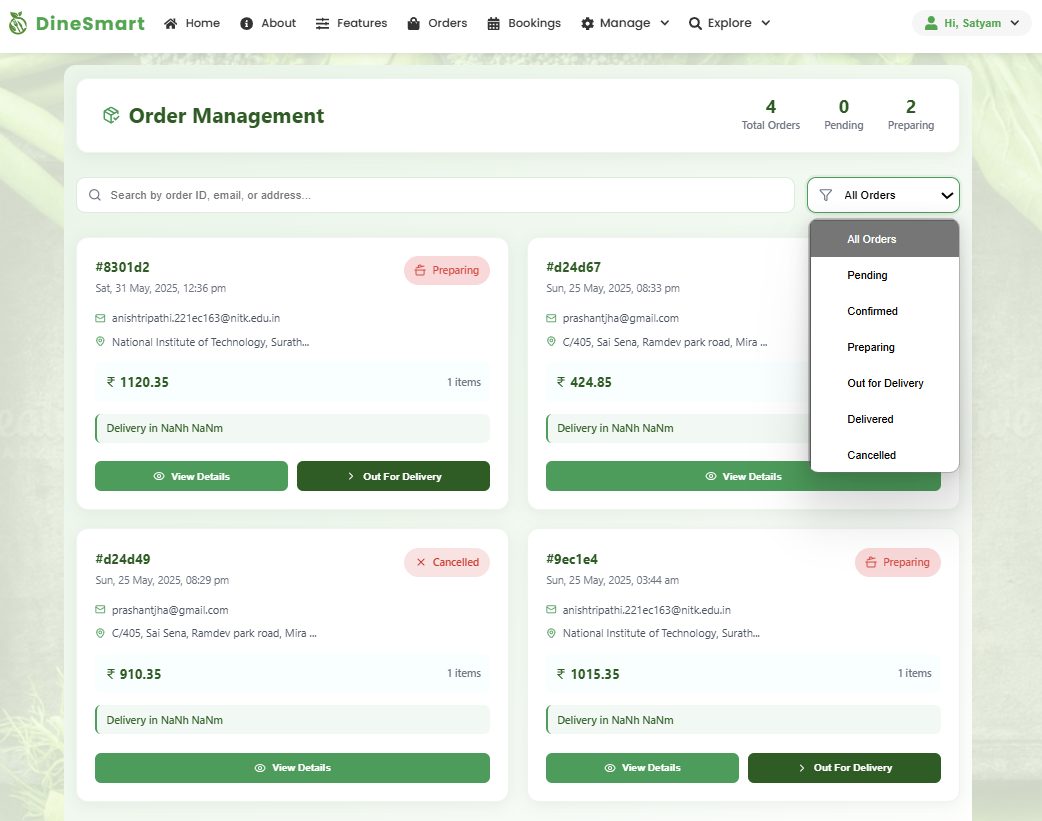 DineSmart Home About Features Orders Bookings Manage Explore Hi, Satyam
Order Management
4 0 2
Total Orders Pending Preparing
Search by order ID, email, or address...
All Orders
All Orders
Pending
Confirmed
Preparing
Out for Delivery
Delivered
Cancelled
#8301d2
Preparing
Sat, 31 May, 2025, 12:36 pm
anishtripathi.221ec163@nitk.edu.in
National Institute of Technology, Surath...
₹ 1120.35
1 items
Delivery in NaNh NaNm
View Details
Out For Delivery
#d24d67
Sun, 25 May, 2025, 08:33 pm
prashantjha@gmail.com
C/405, Sai Sena, Ramdev park road, Mira ...
₹ 424.85
Delivery in NaNh NaNm
View Details
#d24d49
Cancelled
Sun, 25 May, 2025, 08:29 pm
prashantjha@gmail.com
C/405, Sai Sena, Ramdev park road, Mira ...
₹ 910.35
1 items
Delivery in NaNh NaNm
View Details
#9ec1e4
Preparing
Sun, 25 May, 2025, 03:44 am
anishtripathi.221ec163@nitk.edu.in
National Institute of Technology, Surath...
₹ 1015.35
1 items
Delivery in NaNh NaNm
View Details
Out For Delivery